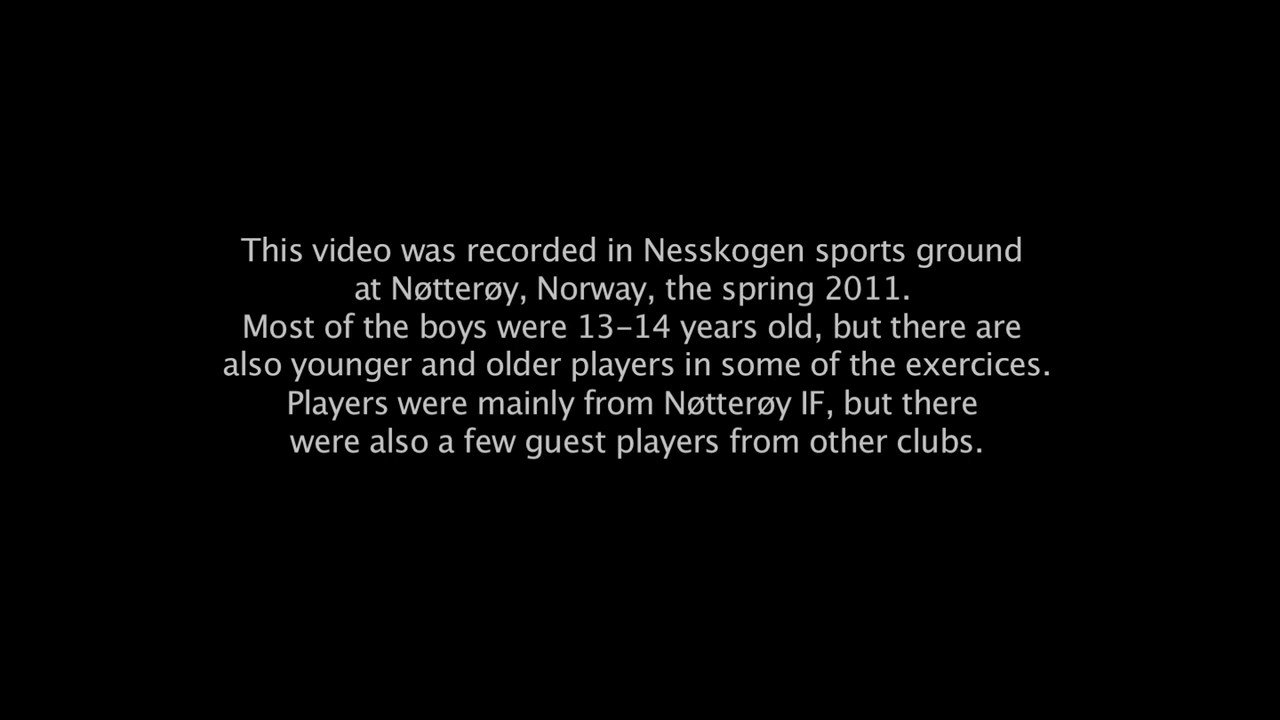 This video was recorded in Nesskogen sports ground
at Nøtterøy, Norway, the spring 2011.
Most of the boys were 13–14 years old, but there are
also younger and older players in some of the exercices.
Players were mainly from Nøtterøy IF, but there
were also a few guest players from other clubs.